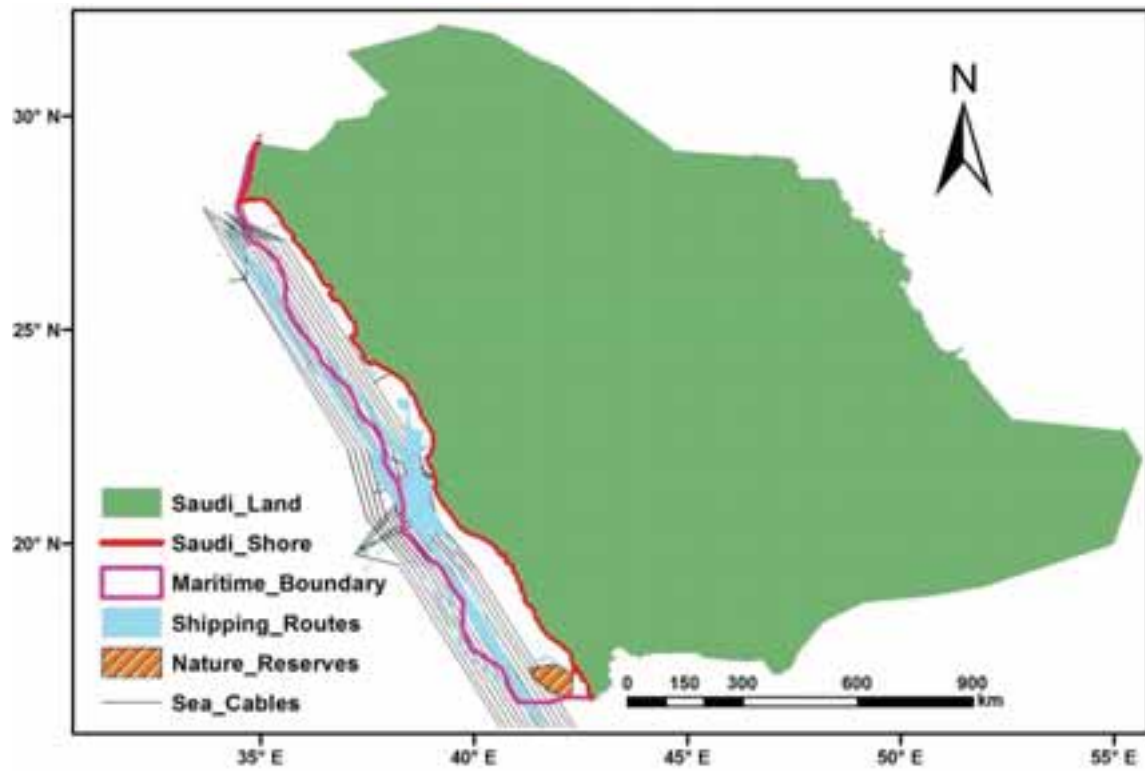 N
30° N
25° N
20° N
Saudi_Land
Saudi_Shore
Maritime_Boundary
Shipping_Routes
Nature_Reserves
Sea_Cables
0 150 300 600 900
km
35° E 40° E 45° E 50° E 55° E